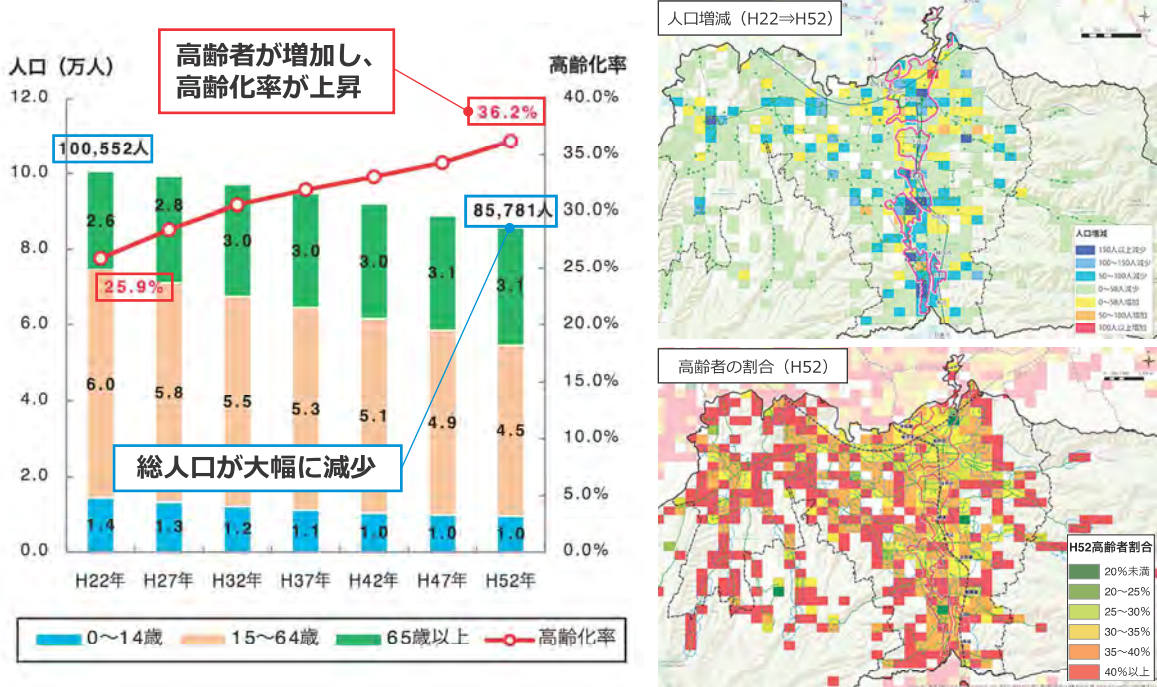 人口（万人）
高齢者が増加し、
高齢化率が上昇
高齢化率
12.0
10.0
8.0
6.0
4.0
2.0
0.0
40.0%
35.0%
30.0%
25.0%
20.0%
15.0%
10.0%
5.0%
0.0%
100,552人
36.2%
85,781人
25.9%
総人口が大幅に減少
2.6
2.8
3.0
3.0
3.0
3.1
3.1
6.0
5.8
5.5
5.3
5.1
4.9
4.5
1.4
1.3
1.2
1.1
1.0
1.0
1.0
H22年
H27年
H32年
H37年
H42年
H47年
H52年
0～14歳
15～64歳
65歳以上
高齢化率
人口増減（H22⇒H52）
人口増減
150人以上減少
100～150人減少
50～100人減少
0～50人減少
0～50人増加
50～100人増加
100人以上増加
高齢者の割合（H52）
H52高齢者割合
20%未満
20～25%
25～30%
30～35%
35～40%
40%以上